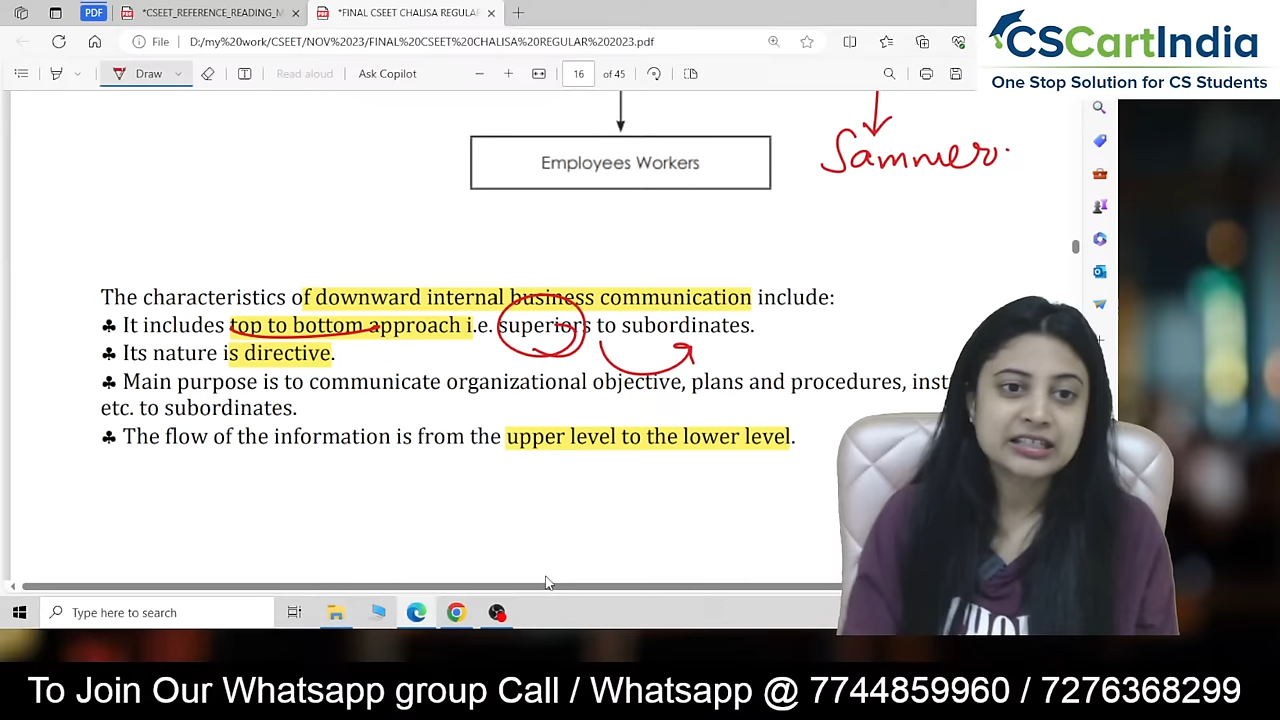 *CSEET_REFERENCE_READING_M
*FINAL CSEET CHALISA REGULAR
PDF
File
D:/my%20work/CSEET/NOV%2023/FINAL%20CSEET%20CHALISA%20REGULAR%202023.pdf
Draw
Read aloud
Ask Copilot
16
of 45
CSCartIndia
One Stop Solution for CS Students
Employees Workers
Sammer
The characteristics of downward internal business communication include:
♣ It includes top to bottom approach i.e. superiors to subordinates.
♣ Its nature is directive.
♣ Main purpose is to communicate organizational objective, plans and procedures, inst
etc. to subordinates.
♣ The flow of the information is from the upper level to the lower level.
Type here to search
To Join Our Whatsapp group Call / Whatsapp @ 7744859960 / 7276368299